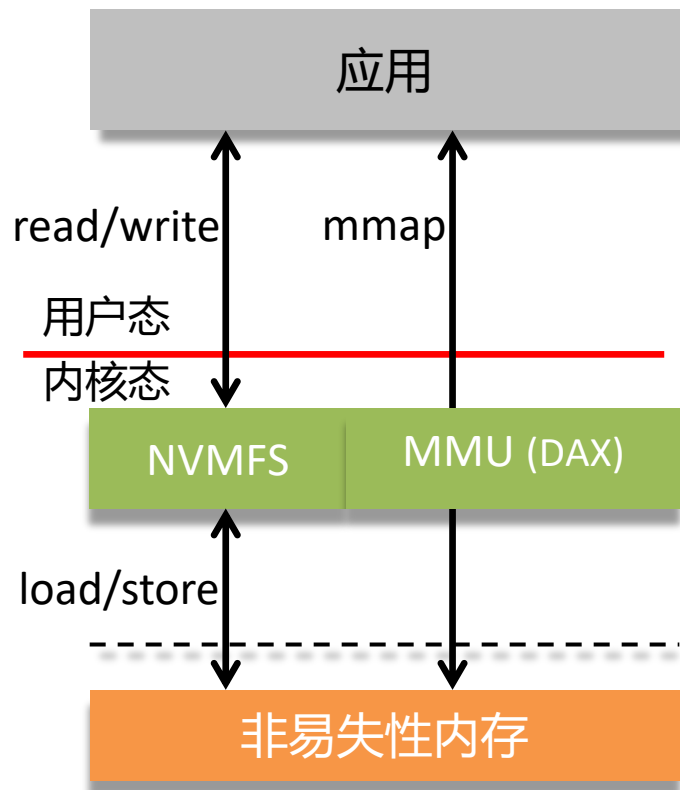 应用
read/write
mmap
用户态
内核态
NVMFS
MMU (DAX)
load/store
非易失性内存